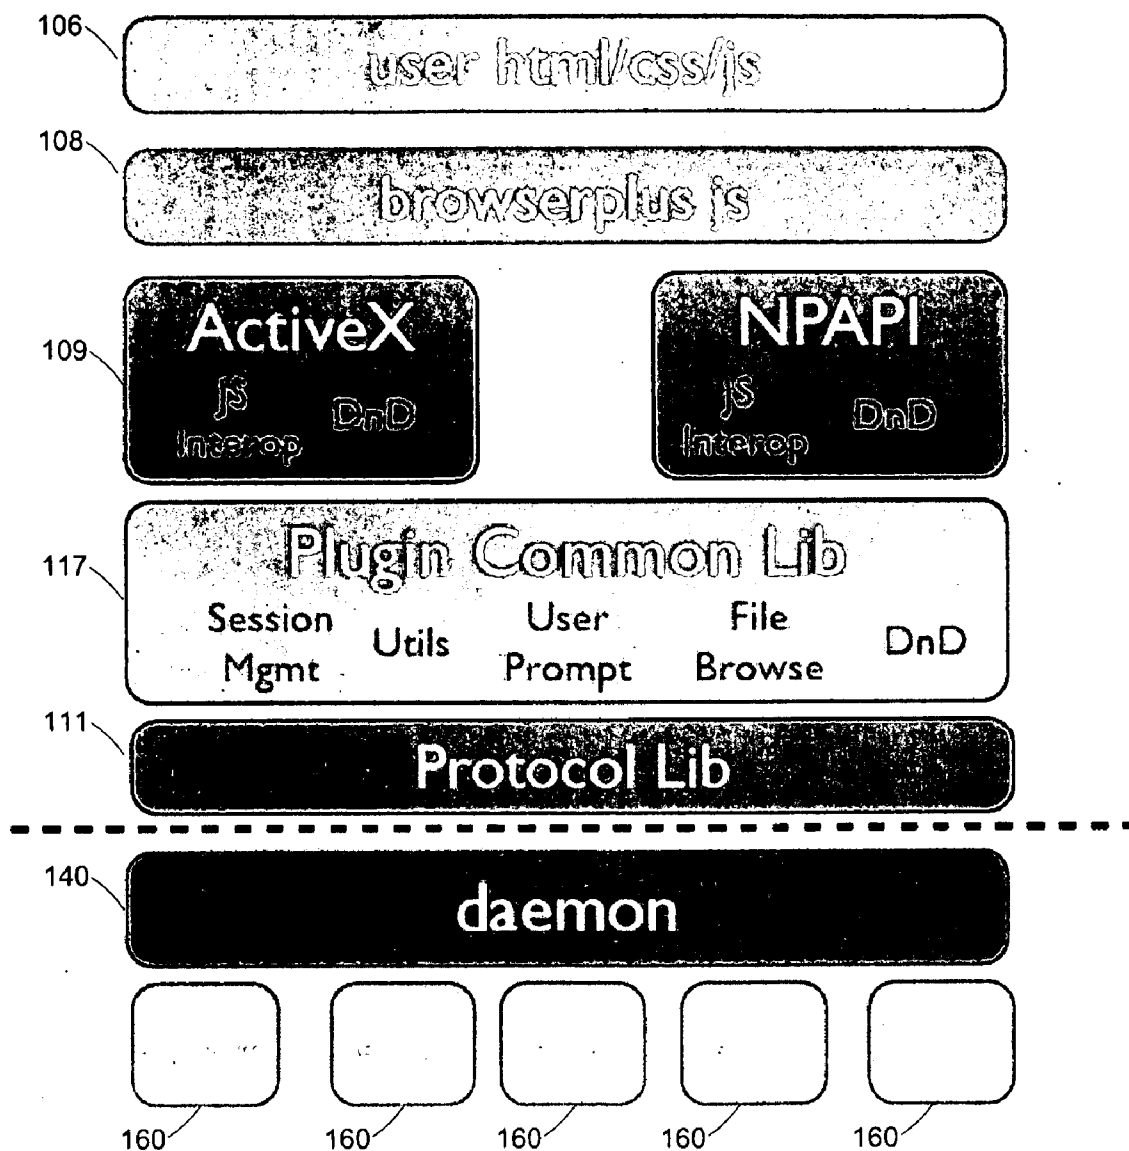 106
user html/css/js
108
browserplus js
109
ActiveX
js
Interop
DnD
NPAPI
js
Interop
DnD
117
Plugin Common Lib
Session
Mgmt
Utils
User
Prompt
File
Browse
DnD
111
Protocol Lib
140
daemon
160
160
160
160
160